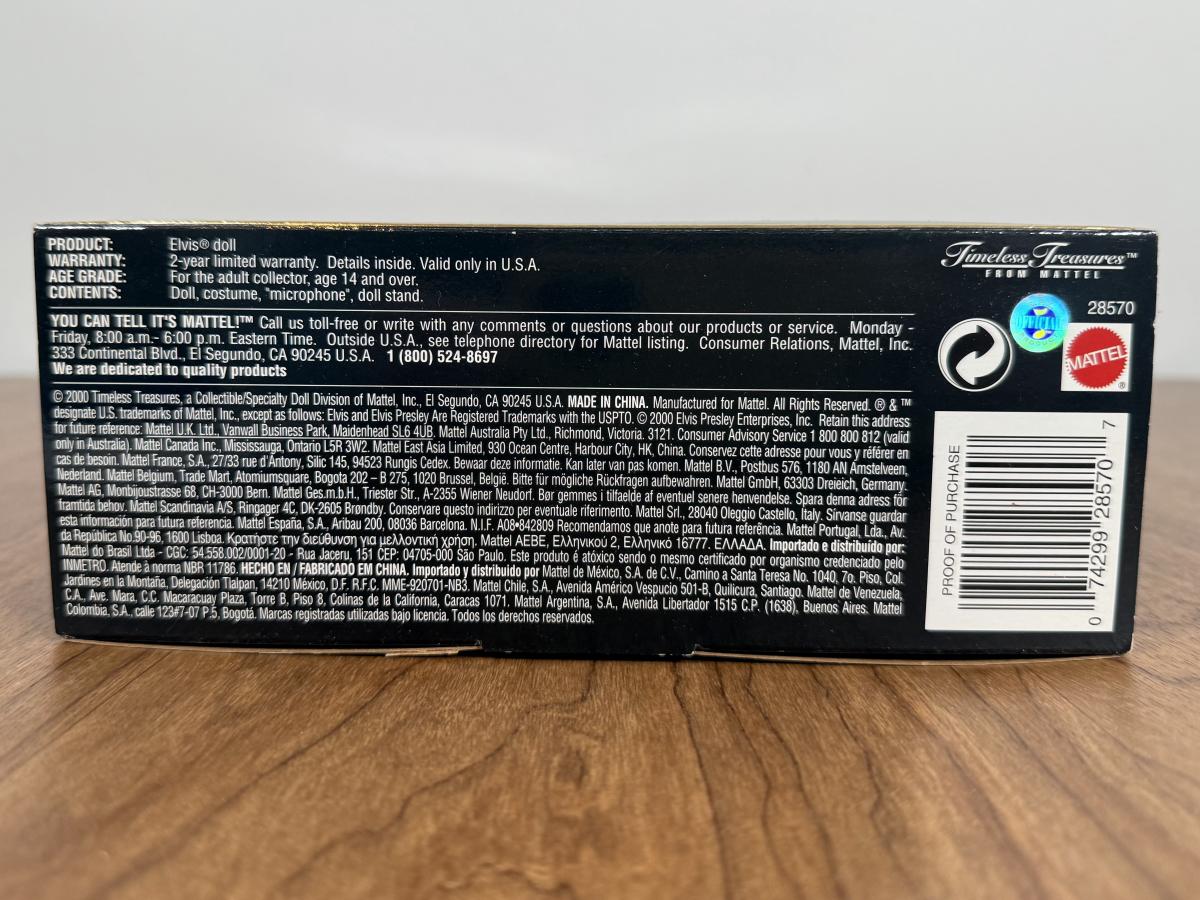 PRODUCT: Elvis® doll
WARRANTY: 2-year limited warranty. Details inside. Valid only in U.S.A.
AGE GRADE: For the adult collector, age 14 and over.
CONTENTS: Doll, costume, "microphone", doll stand.
YOU CAN TELL IT'S MATTEL!™ Call us toll-free or write with any comments or questions about our products or service. Monday -
Friday, 8:00 a.m.- 6:00 p.m. Eastern Time. Outside U.S.A., see telephone directory for Mattel listing. Consumer Relations, Mattel, Inc.
333 Continental Blvd., El Segundo, CA 90245 U.S.A. 1 (800) 524-8697
We are dedicated to quality products
© 2000 Timeless Treasures, a Collectible/Specialty Doll Division of Mattel, Inc., El Segundo, CA 90245 U.S.A. MADE IN CHINA. Manufactured for Mattel. All Rights Reserved. ® & ™
designate U.S. trademarks of Mattel, Inc., except as follows: Elvis and Elvis Presley Are Registered Trademarks with the USPTO. © 2000 Elvis Presley Enterprises, Inc. Retain this address
for future reference: Mattel U.K. Ltd., Vanwall Business Park, Maidenhead SL6 4UB. Mattel Australia Pty Ltd., Richmond, Victoria. 3121. Consumer Advisory Service 1 800 800 812 (valid
only in Australia). Mattel Canada Inc., Mississauga, Ontario L5R 3W2. Mattel East Asia Limited, 930 Ocean Centre, Harbour City, HK, China. Conservez cette adresse pour vous y référer en
cas de besoin. Mattel France, S.A., 27/33 rue d'Antony, Silic 145, 94523 Rungis Cedex. Bewaar deze informatie. Kan later van pas komen. Mattel B.V., Postbus 576, 1180 AN Amstelveen,
Nederland. Mattel Belgium, Trade Mart, Atomiumsquare, Bogota 202 – B 275, 1020 Brussel, België. Bitte für mögliche Rückfragen aufbewahren. Mattel GmbH, 63303 Dreieich, Germany.
Mattel AG, Monbijoustrasse 68, CH-3000 Bern. Mattel Ges.m.b.H., Triester Str., A-2355 Wiener Neudorf. Bør gemmes i tilfælde af eventuel senere henvendelse. Spara denna adress för
framtida behov. Mattel Scandinavia A/S, Ringager 4C, DK-2605 Brøndby. Conservare questo indirizzo per eventuale riferimento. Mattel Srl., 28040 Oleggio Castello, Italy. Sírvanse guardar
esta información para futura referencia. Mattel España, S.A., Aribau 200, 08036 Barcelona. N.I.F. A08•842809 Recomendamos que anote para futura referência. Mattel Portugal, Lda., Av.
da República No.90-96, 1600 Lisboa. Κρατήστε την διεύθυνση για μελλοντική χρήση. Mattel AEBE, Ελληνικού 2, Ελληνικό 16777. ΕΛΛΑΔΑ. Importado e distribuído por:
Mattel do Brasil Ltda - CGC: 54.558.002/0001-20 - Rua Jaceru, 151 CEP: 04705-000 São Paulo. Este produto é atóxico sendo o mesmo certificado por organismo credenciado pelo
INMETRO. Atende à norma NBR 11786. HECHO EN / FABRICADO EM CHINA. Importado y distribuido por Mattel de México, S.A. de C.V., Camino a Santa Teresa No. 1040, 7o. Piso, Col.
Jardines en la Montaña, Delegación Tlalpan, 14210 México, D.F. R.F.C. MME-920701-NB3. Mattel Chile, S.A., Avenida Américo Vespucio 501-B, Quilicura, Santiago. Mattel de Venezuela,
C.A., Ave. Mara, C.C. Macaracuay Plaza, Torre B, Piso 8, Colinas de la California, Caracas 1071. Mattel Argentina, S.A., Avenida Libertador 1515 C.P. (1638), Buenos Aires. Mattel
Colombia, S.A., calle 123#7-07 P.5, Bogotá. Marcas registradas utilizadas bajo licencia. Todos los derechos reservados.
Timeless Treasures™
FROM MATTEL
28570
OFFICIAL
MATTEL
®
PROOF OF PURCHASE
0 74299 28570 7